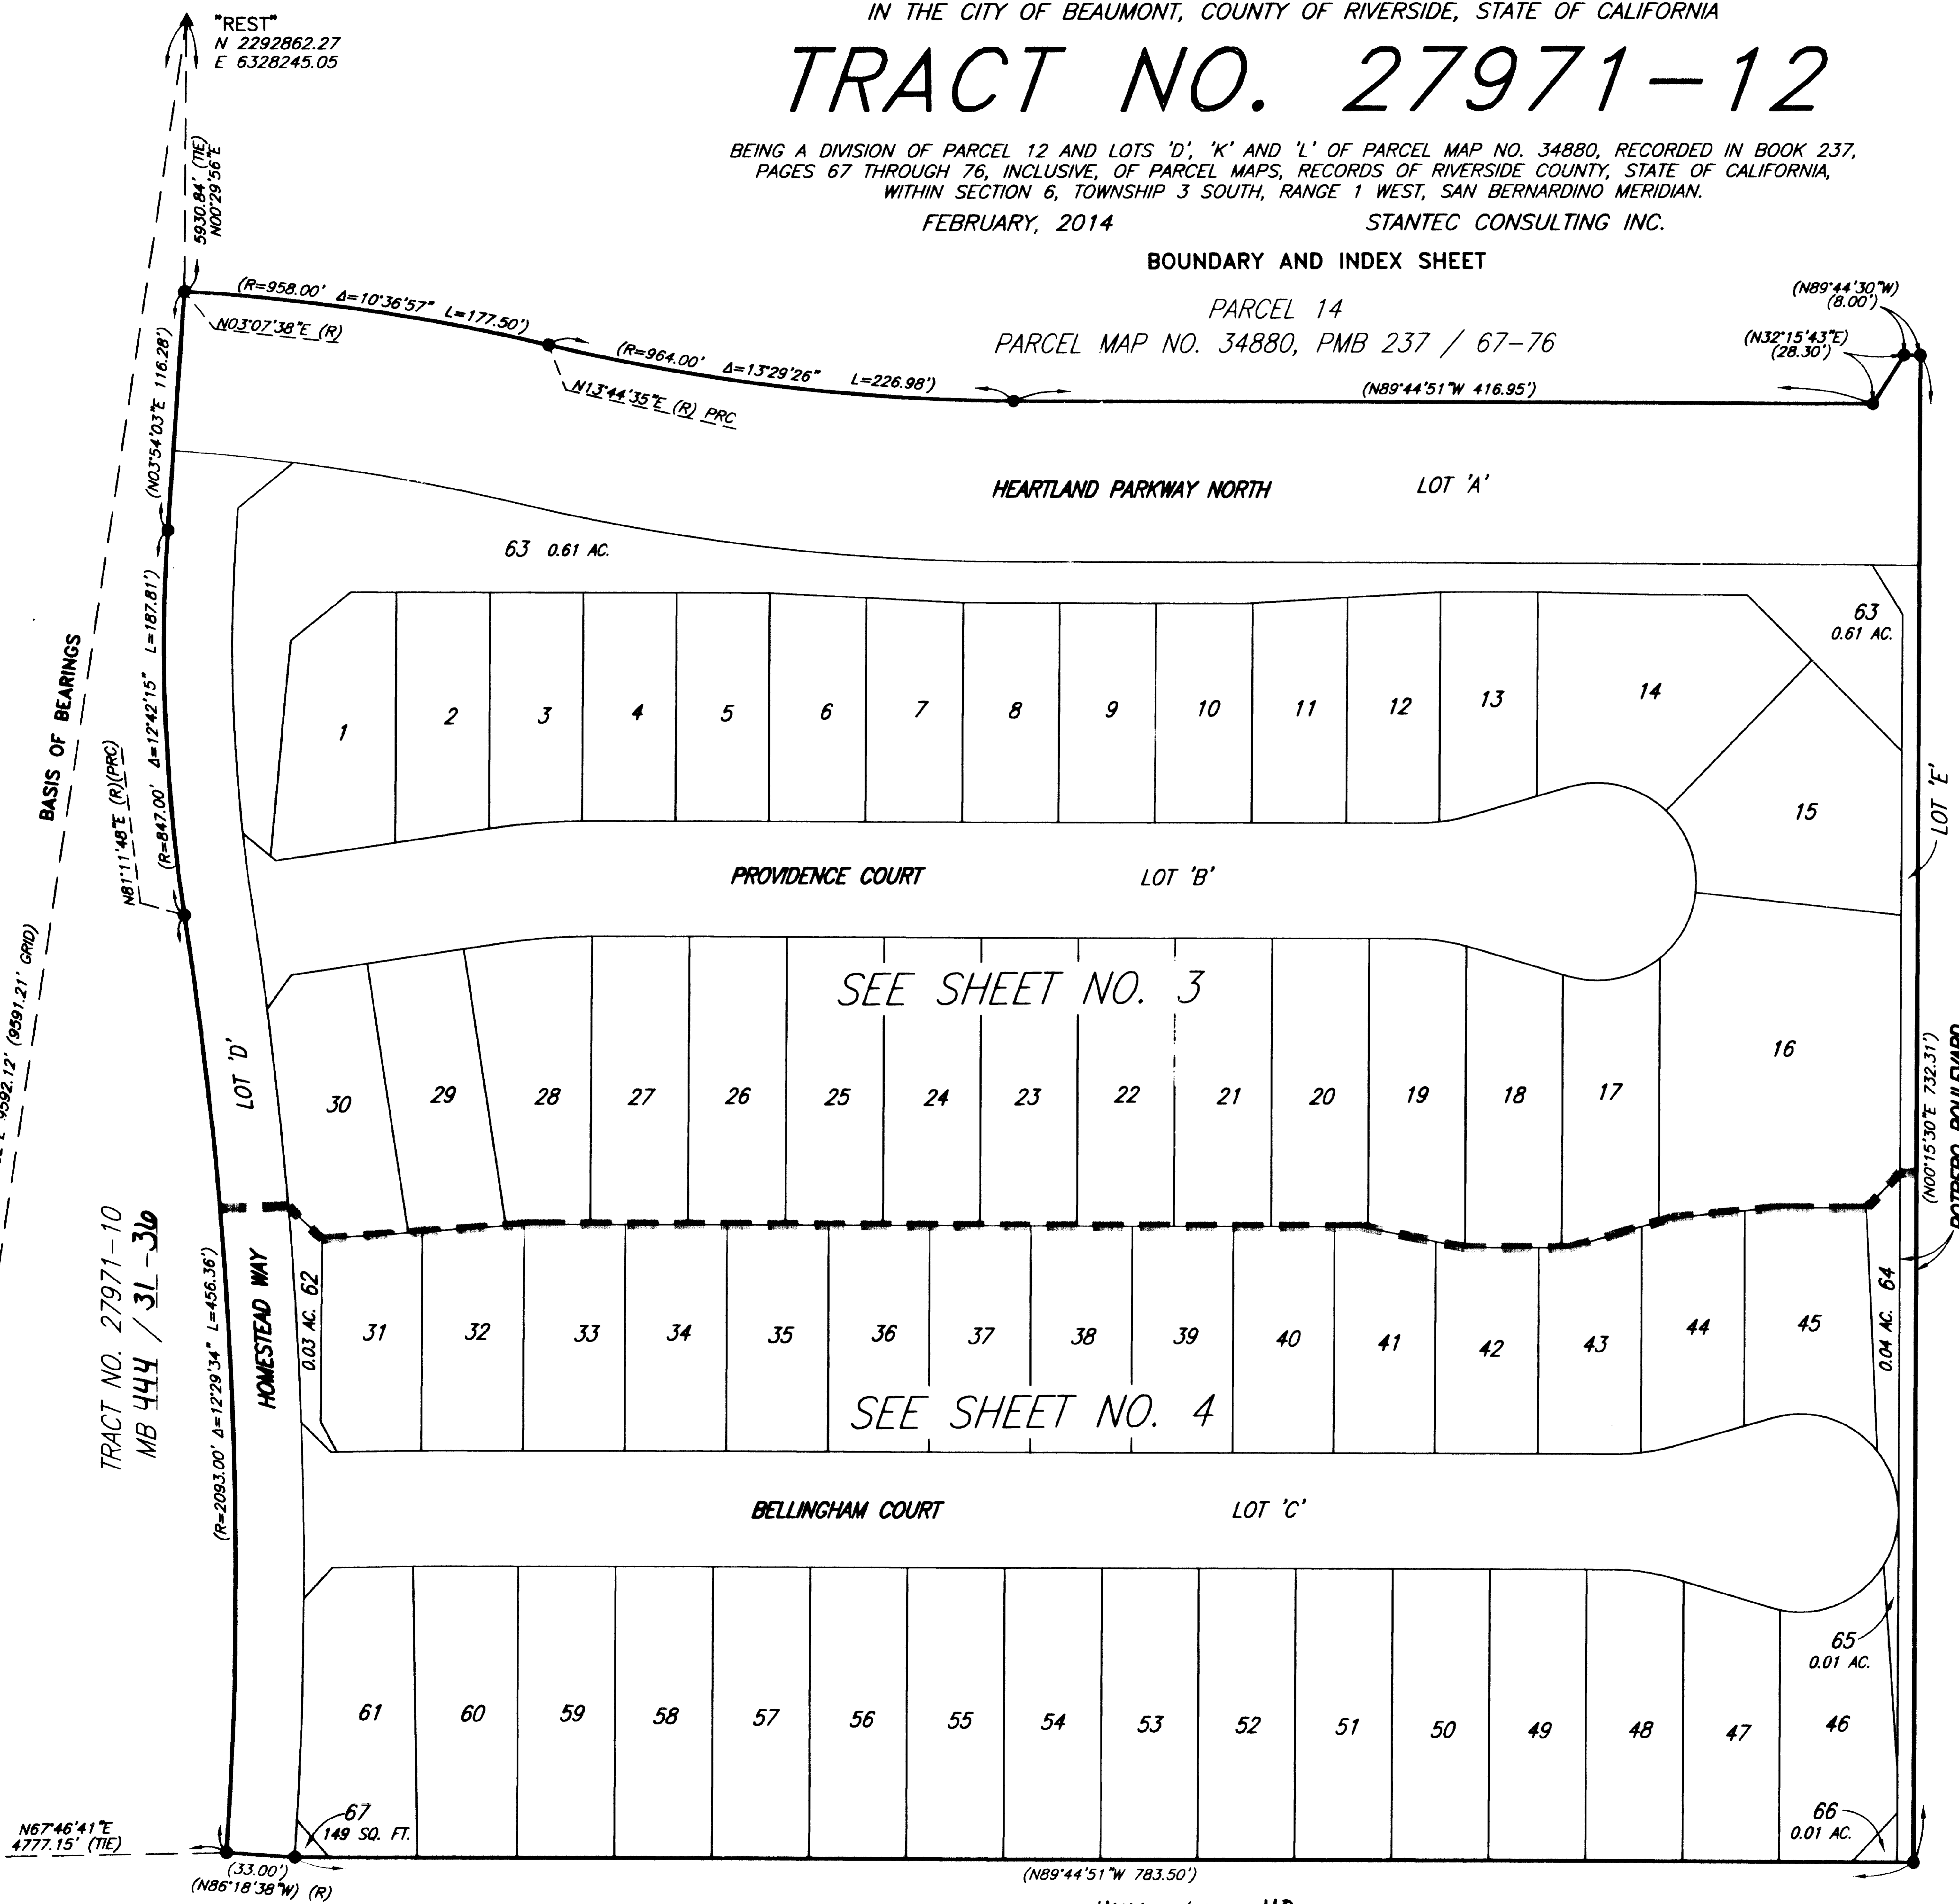 IN THE CITY OF BEAUMONT, COUNTY OF RIVERSIDE, STATE OF CALIFORNIA
TRACT NO. 27971-12
BEING A DIVISION OF PARCEL 12 AND LOTS 'D', 'K' AND 'L' OF PARCEL MAP NO. 34880, RECORDED IN BOOK 237,
PAGES 67 THROUGH 76, INCLUSIVE, OF PARCEL MAPS, RECORDS OF RIVERSIDE COUNTY, STATE OF CALIFORNIA,
WITHIN SECTION 6, TOWNSHIP 3 SOUTH, RANGE 1 WEST, SAN BERNARDINO MERIDIAN.
FEBRUARY, 2014 STANTEC CONSULTING INC.
BOUNDARY AND INDEX SHEET
"REST"
N 2292862.27
E 6328245.05
5930.84' (TIE)
N00°29'56"E
(R=958.00' Δ=10°36'57" L=177.50')
N03°07'38"E (R)
PARCEL 14
PARCEL MAP NO. 34880, PMB 237 / 67-76
(N89°44'30"W)
(8.00')
(N32°15'43"E)
(28.30')
(R=964.00' Δ=13°29'26" L=226.98')
N13°44'35"E (R) PRC
(N89°44'51"W 416.95')
(N03°54'03"E 116.28')
HEARTLAND PARKWAY NORTH LOT 'A'
63 0.61 AC.
63
0.61 AC.
(R=847.00' Δ=12°42'15" L=187.81')
BASIS OF BEARINGS
N81°11'48"E (R)(PRC)
1 2 3 4 5 6 7 8 9 10 11 12 13 14
15
LOT 'E'
PROVIDENCE COURT LOT 'B'
9592.12' (9591.21' GRID)
SEE SHEET NO. 3
LOT 'D'
16
30 29 28 27 26 25 24 23 22 21 20 19 18 17
(N00°15'30"E 732.31')
POTRERO BOULEVARD
TRACT NO. 27971-10
MB 444 / 31-36
(R=2093.00' Δ=12°29'34" L=456.36')
HOMESTEAD WAY
0.03 AC. 62
31 32 33 34 35 36 37 38 39 40 41 42 43 44 45
0.04 AC. 64
SEE SHEET NO. 4
BELLINGHAM COURT LOT 'C'
65
0.01 AC.
61 60 59 58 57 56 55 54 53 52 51 50 49 48 47 46
67
149 SQ. FT.
66
0.01 AC.
N67°46'41"E
4777.15' (TIE)
(33.00')
(N86°18'38"W) (R)
(N89°44'51"W 783.50')